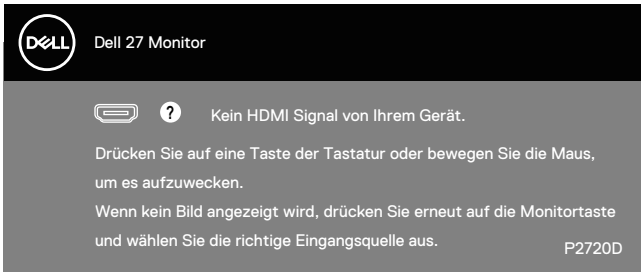 DELL Dell 27 Monitor
? Kein HDMI Signal von Ihrem Gerät.
Drücken Sie auf eine Taste der Tastatur oder bewegen Sie die Maus,
um es aufzuwecken.
Wenn kein Bild angezeigt wird, drücken Sie erneut auf die Monitortaste
und wählen Sie die richtige Eingangsquelle aus.
P2720D